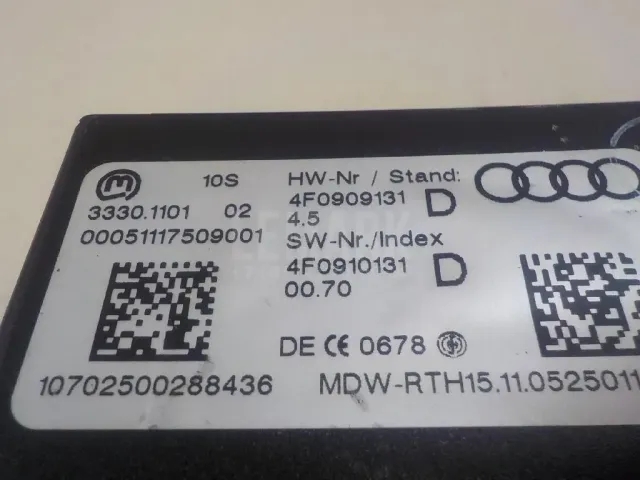 m 10S HW-Nr / Stand:
3330.1101 02 4F0909131 D
4.5
00051117509001 SW-Nr./Index
4F0910131 D
00.70
DE CE 0678
10702500288436 MDW-RTH15.11.0525011